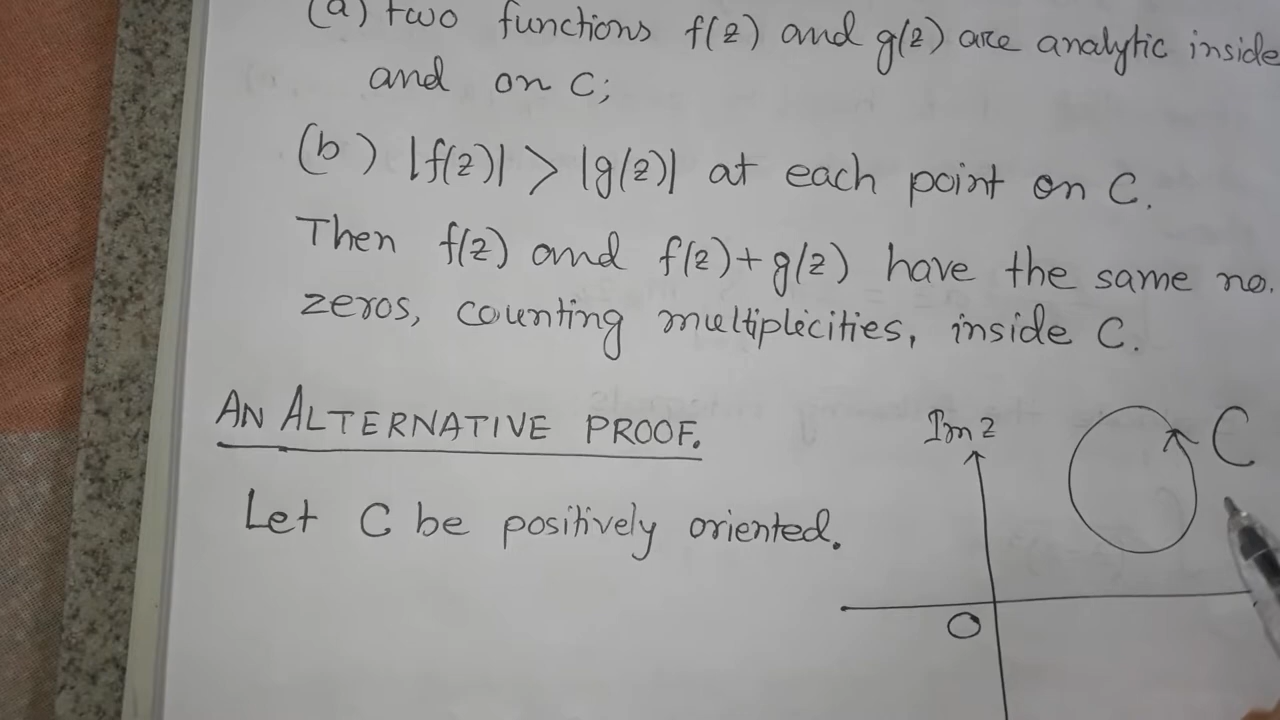 (a) two functions f(z) and g(z) are analytic inside
and on C;
(b) |f(z)| > |g(z)| at each point on C.
Then f(z) and f(z)+g(z) have the same no.
zeros, counting multiplicities, inside C.
AN ALTERNATIVE PROOF.
Im z
C
Let C be positively oriented.
O